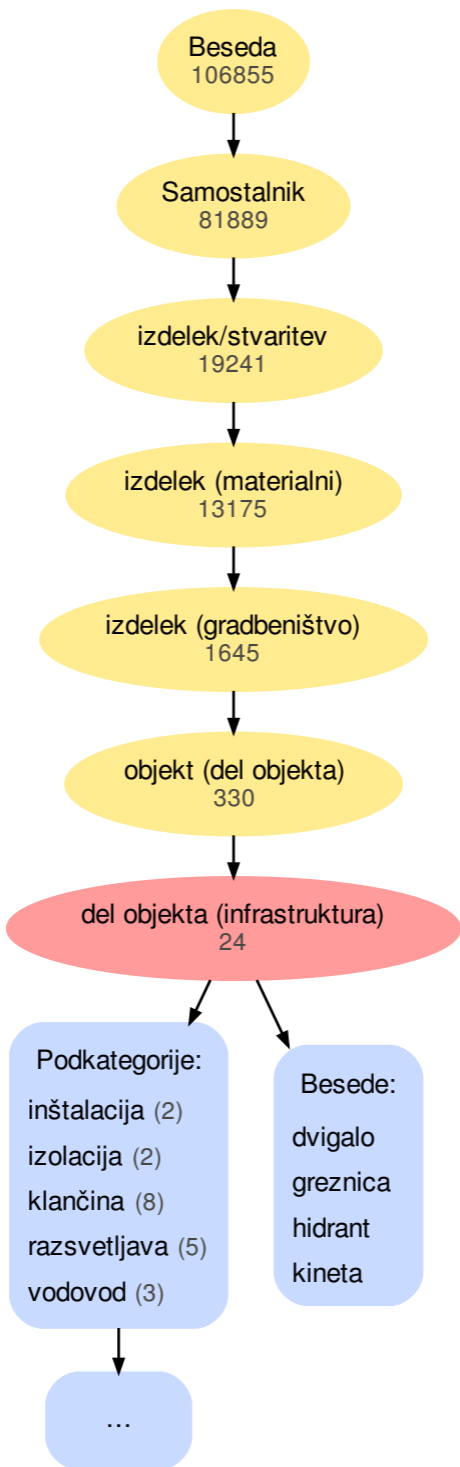 Beseda
106855
Samostalnik
81889
izdelek/stvaritev
19241
izdelek (materialni)
13175
izdelek (gradbeništvo)
1645
objekt (del objekta)
330
del objekta (infrastruktura)
24
Podkategorije:
inštalacija (2)
izolacija (2)
klančina (8)
razsvetljava (5)
vodovod (3)
Besede:
dvigalo
greznica
hidrant
kineta
...